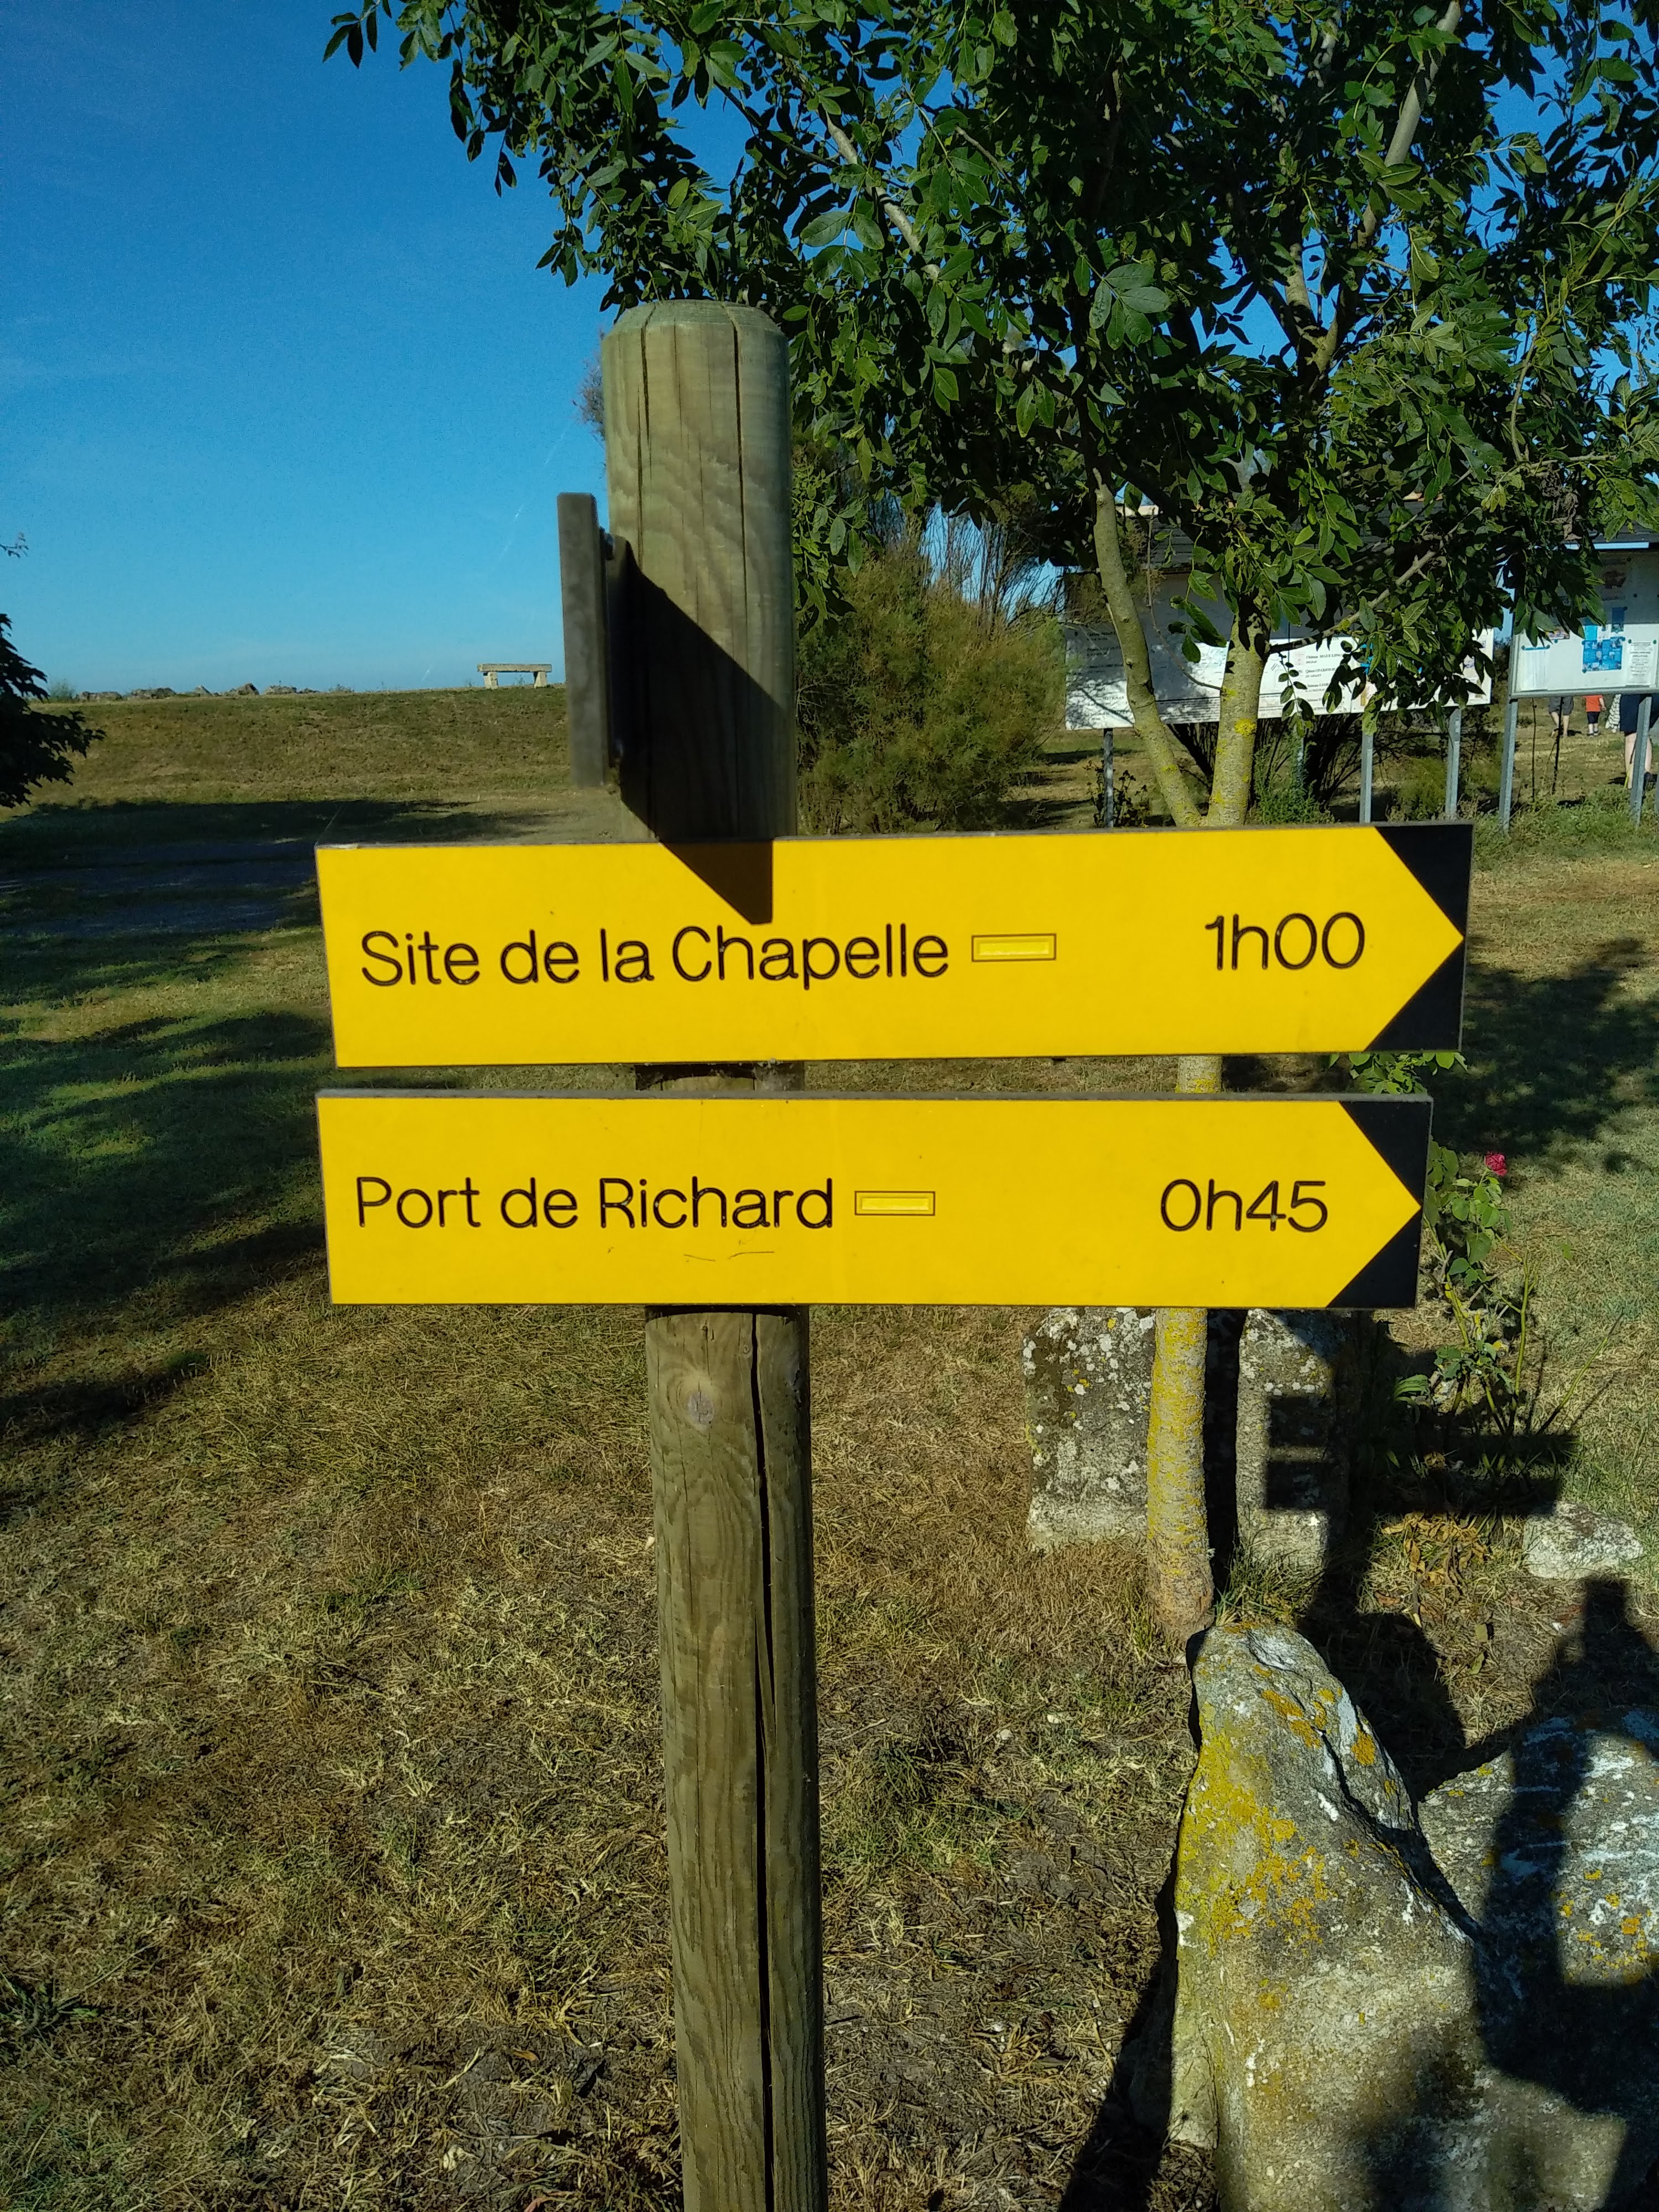 Site de la Chapelle 1h00
Port de Richard 0h45